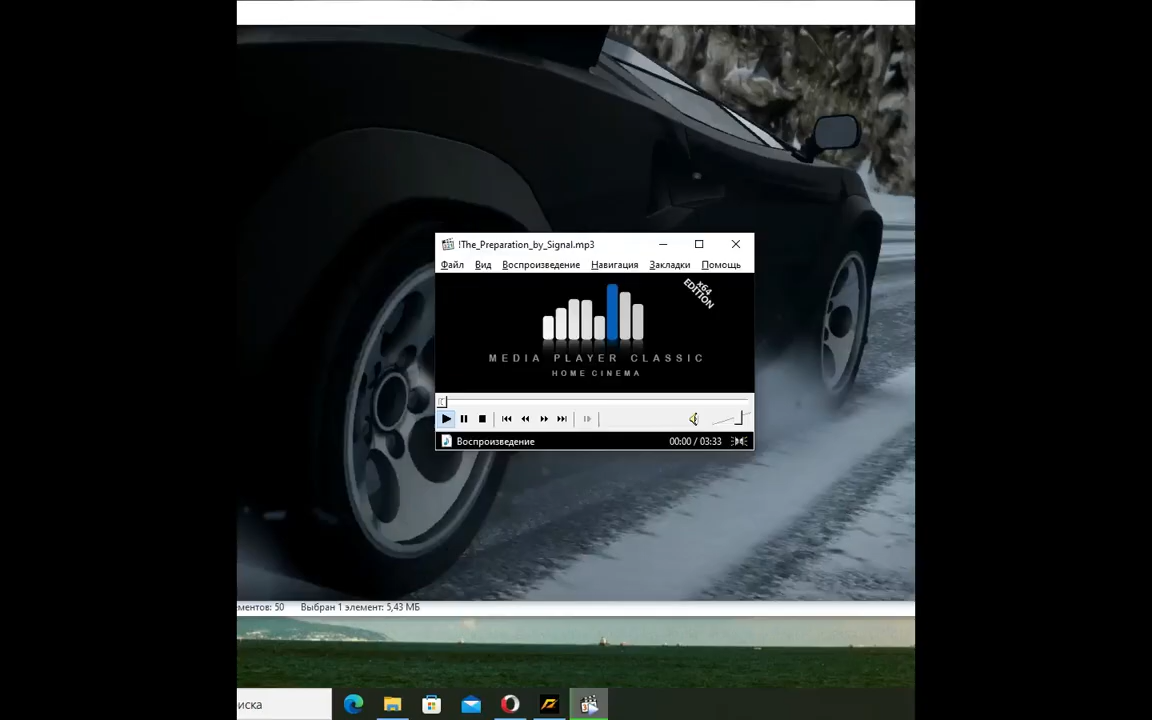 !The_Preparation_by_Signal.mp3
Файл Вид Воспроизведение Навигация Закладки Помощь
x64
EDITION
MEDIA PLAYER CLASSIC
HOME CINEMA
Воспроизведение 00:00 / 03:33
ментов: 50 Выбран 1 элемент: 5,43 МБ
иска